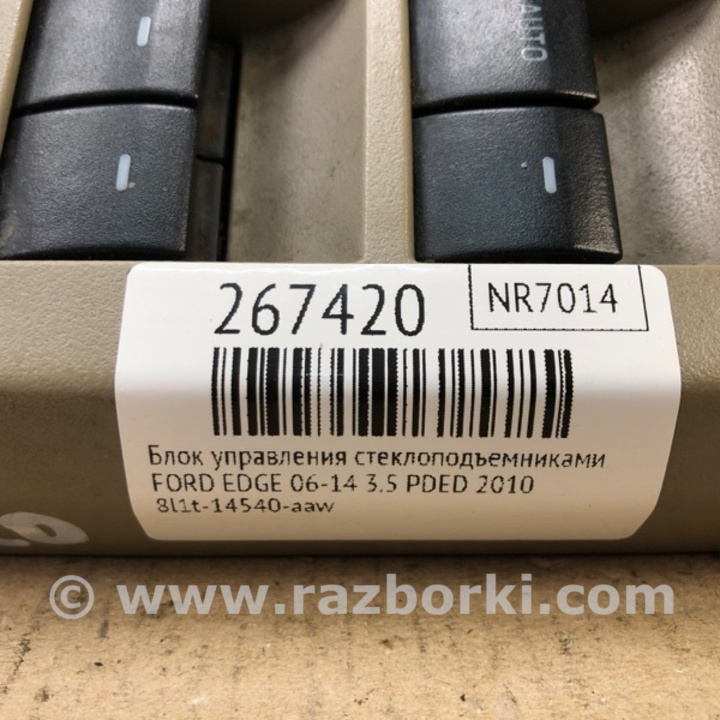 AUTO
267420
NR7014
Блок управления стеклоподъемниками
FORD EDGE 06-14 3.5 PDED 2010
8l1t-14540-aaw
© www.razborki.com